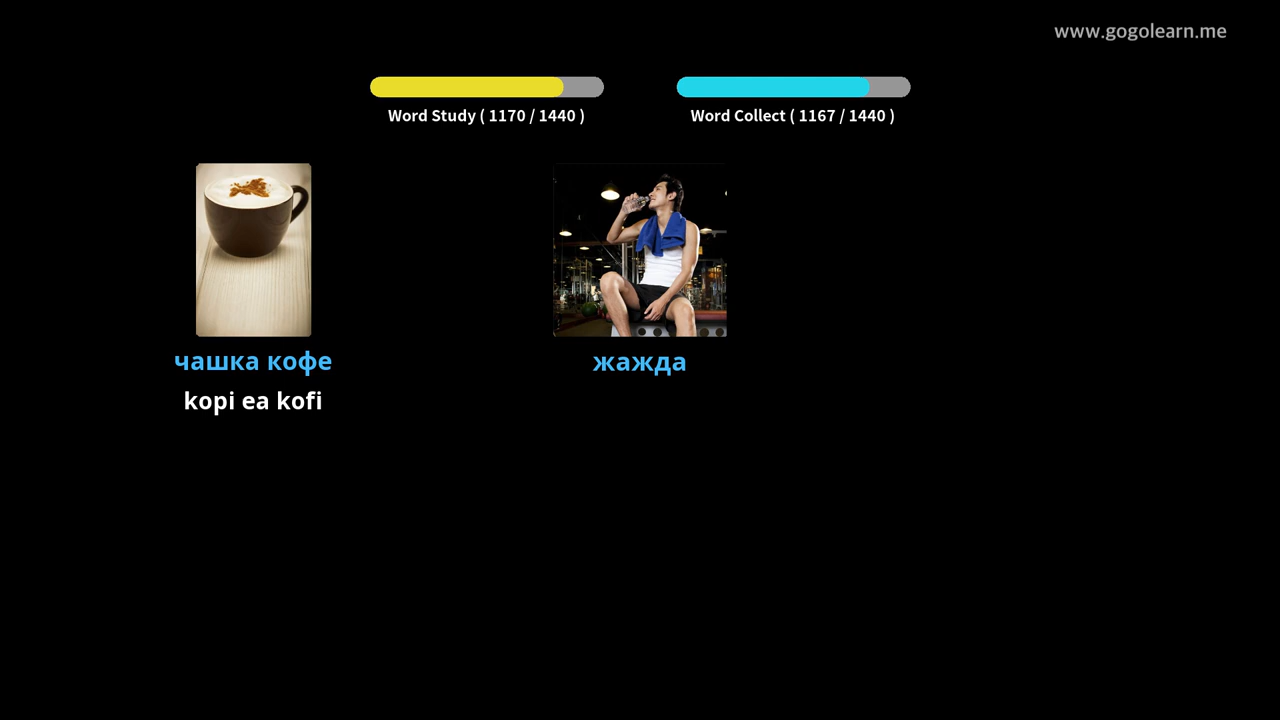 www.gogolearn.me
Word Study ( 1170 / 1440 )
Word Collect ( 1167 / 1440 )
чашка кофе
kopi ea kofi
жажда